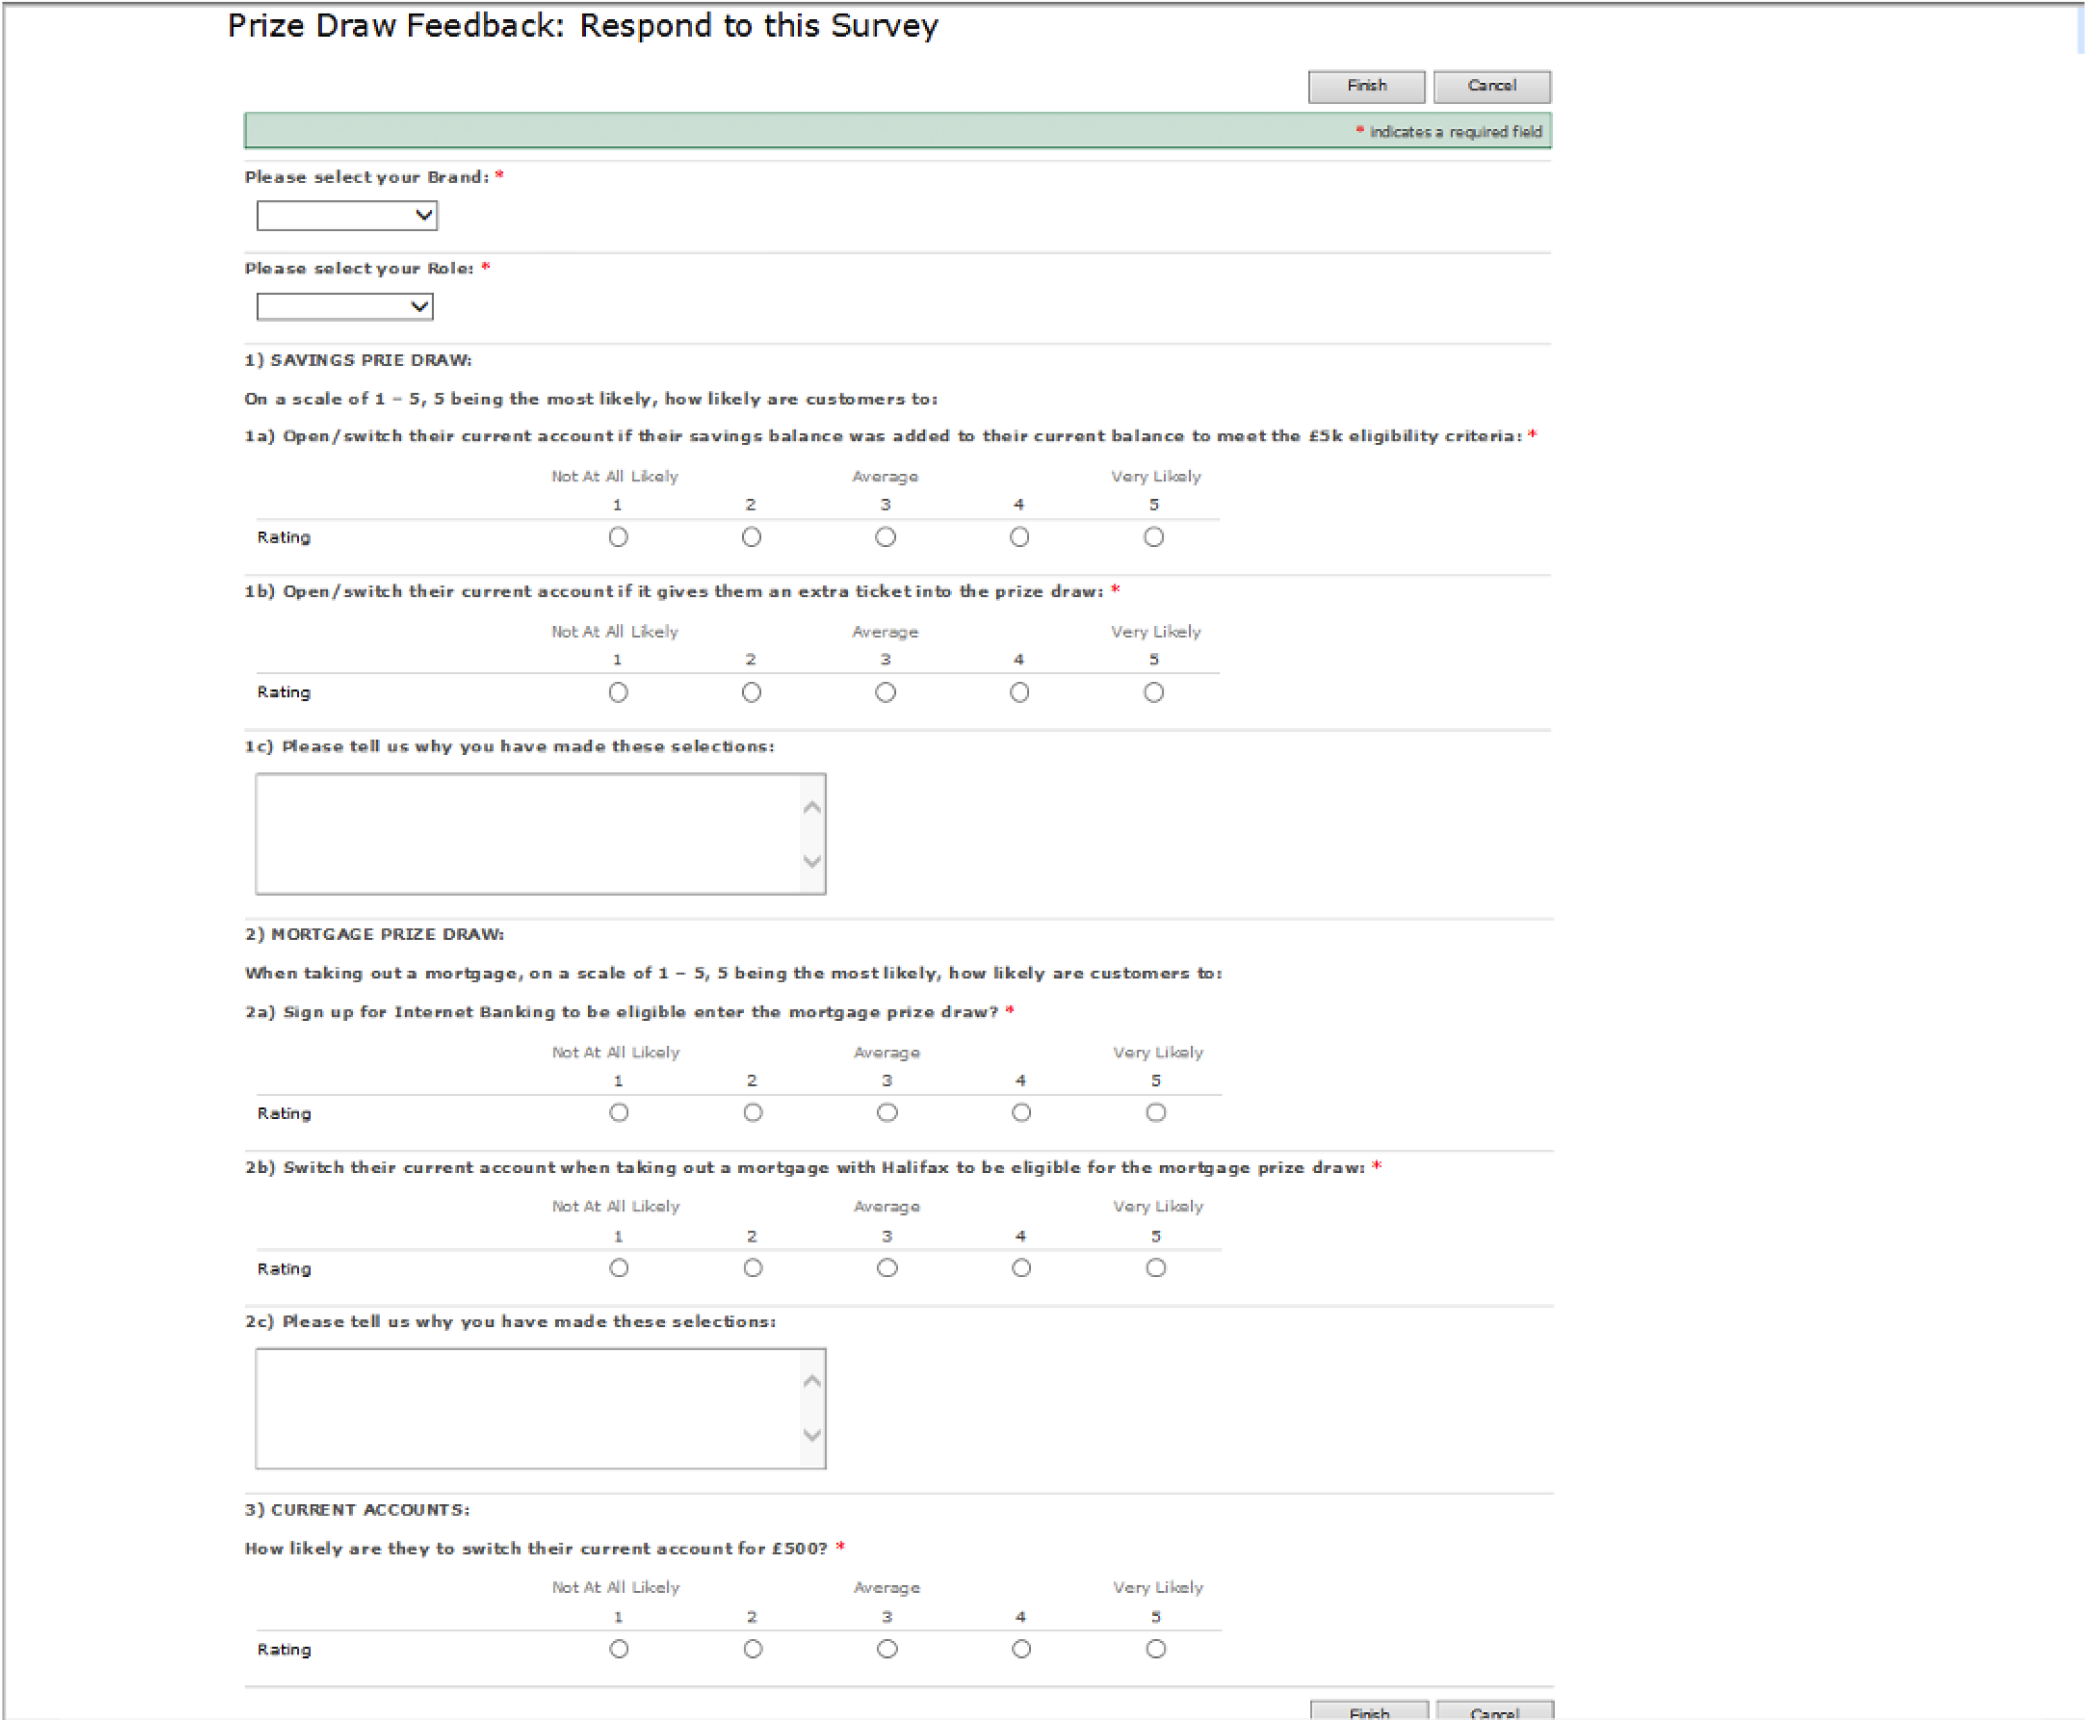 Prize Draw Feedback: Respond to this Survey
Finish Cancel
* indicates a required field
Please select your Brand: *
Please select your Role: *
1) SAVINGS PRIE DRAW:
On a scale of 1 – 5, 5 being the most likely, how likely are customers to:
1a) Open/switch their current account if their savings balance was added to their current balance to meet the £5k eligibility criteria: *
Not At All Likely Average Very Likely
1 2 3 4 5
Rating
1b) Open/switch their current account if it gives them an extra ticket into the prize draw: *
Not At All Likely Average Very Likely
1 2 3 4 5
Rating
1c) Please tell us why you have made these selections:
2) MORTGAGE PRIZE DRAW:
When taking out a mortgage, on a scale of 1 – 5, 5 being the most likely, how likely are customers to:
2a) Sign up for Internet Banking to be eligible enter the mortgage prize draw? *
Not At All Likely Average Very Likely
1 2 3 4 5
Rating
2b) Switch their current account when taking out a mortgage with Halifax to be eligible for the mortgage prize draw: *
Not At All Likely Average Very Likely
1 2 3 4 5
Rating
2c) Please tell us why you have made these selections:
3) CURRENT ACCOUNTS:
How likely are they to switch their current account for £500? *
Not At All Likely Average Very Likely
1 2 3 4 5
Rating
Finish Cancel